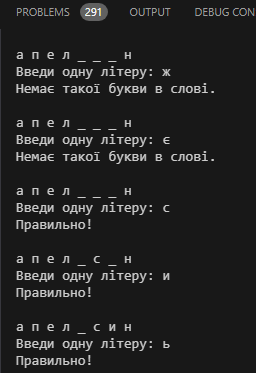 PROBLEMS 291 OUTPUT DEBUG CON
а п е л _ _ _ н
Введи одну літеру: ж
Немає такої букви в слові.
а п е л _ _ _ н
Введи одну літеру: є
Немає такої букви в слові.
а п е л _ _ _ н
Введи одну літеру: с
Правильно!
а п е л _ с _ н
Введи одну літеру: и
Правильно!
а п е л _ с и н
Введи одну літеру: ь
Правильно!